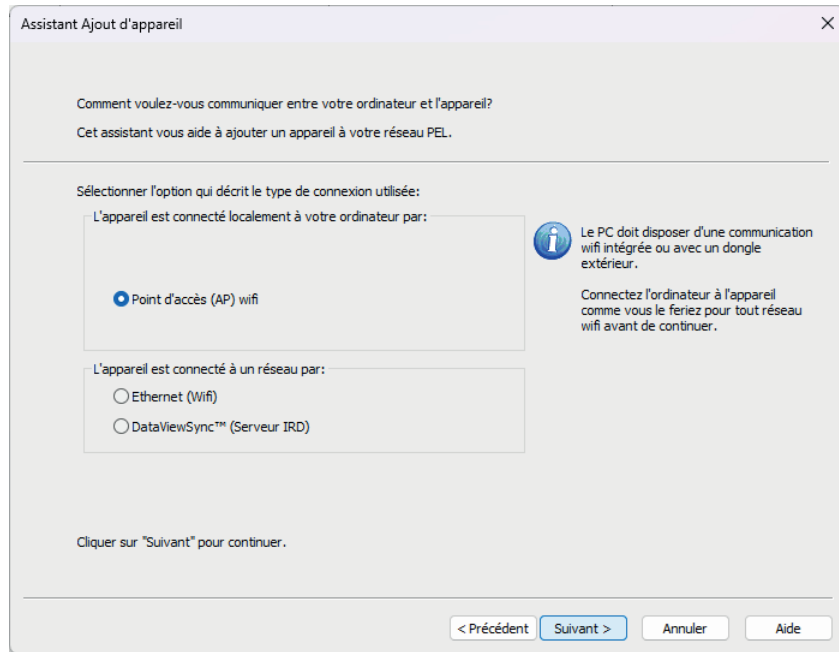 Assistant Ajout d'appareil
Comment voulez-vous communiquer entre votre ordinateur et l'appareil?
Cet assistant vous aide à ajouter un appareil à votre réseau PEL.
Sélectionner l'option qui décrit le type de connexion utilisée:
L'appareil est connecté localement à votre ordinateur par:
Point d'accès (AP) wifi
Le PC doit disposer d'une communication
wifi intégrée ou avec un dongle
extérieur.
Connectez l'ordinateur à l'appareil
comme vous le feriez pour tout réseau
wifi avant de continuer.
L'appareil est connecté à un réseau par:
Ethernet (Wifi)
DataViewSync™ (Serveur IRD)
Cliquer sur "Suivant" pour continuer.
< Précédent Suivant > Annuler Aide